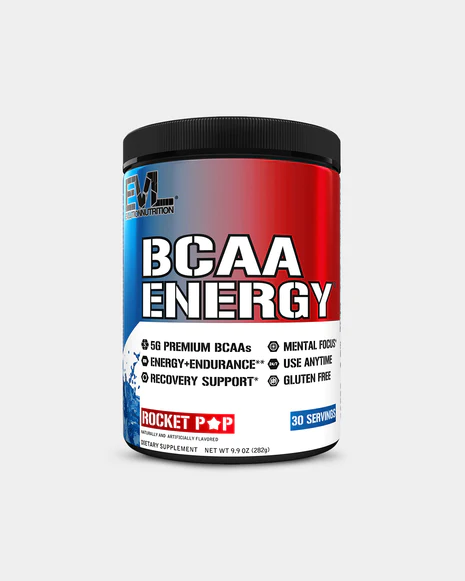 EVL
EVLUTIONNUTRITION
BCAA
ENERGY
5G PREMIUM BCAAs
ENERGY+ENDURANCE**
RECOVERY SUPPORT*
MENTAL FOCUS*
USE ANYTIME
GLUTEN FREE
ROCKET POP
30 SERVINGS
NATURALLY AND ARTIFICIALLY FLAVORED
DIETARY SUPPLEMENT NET WT 9.9 OZ (282g)